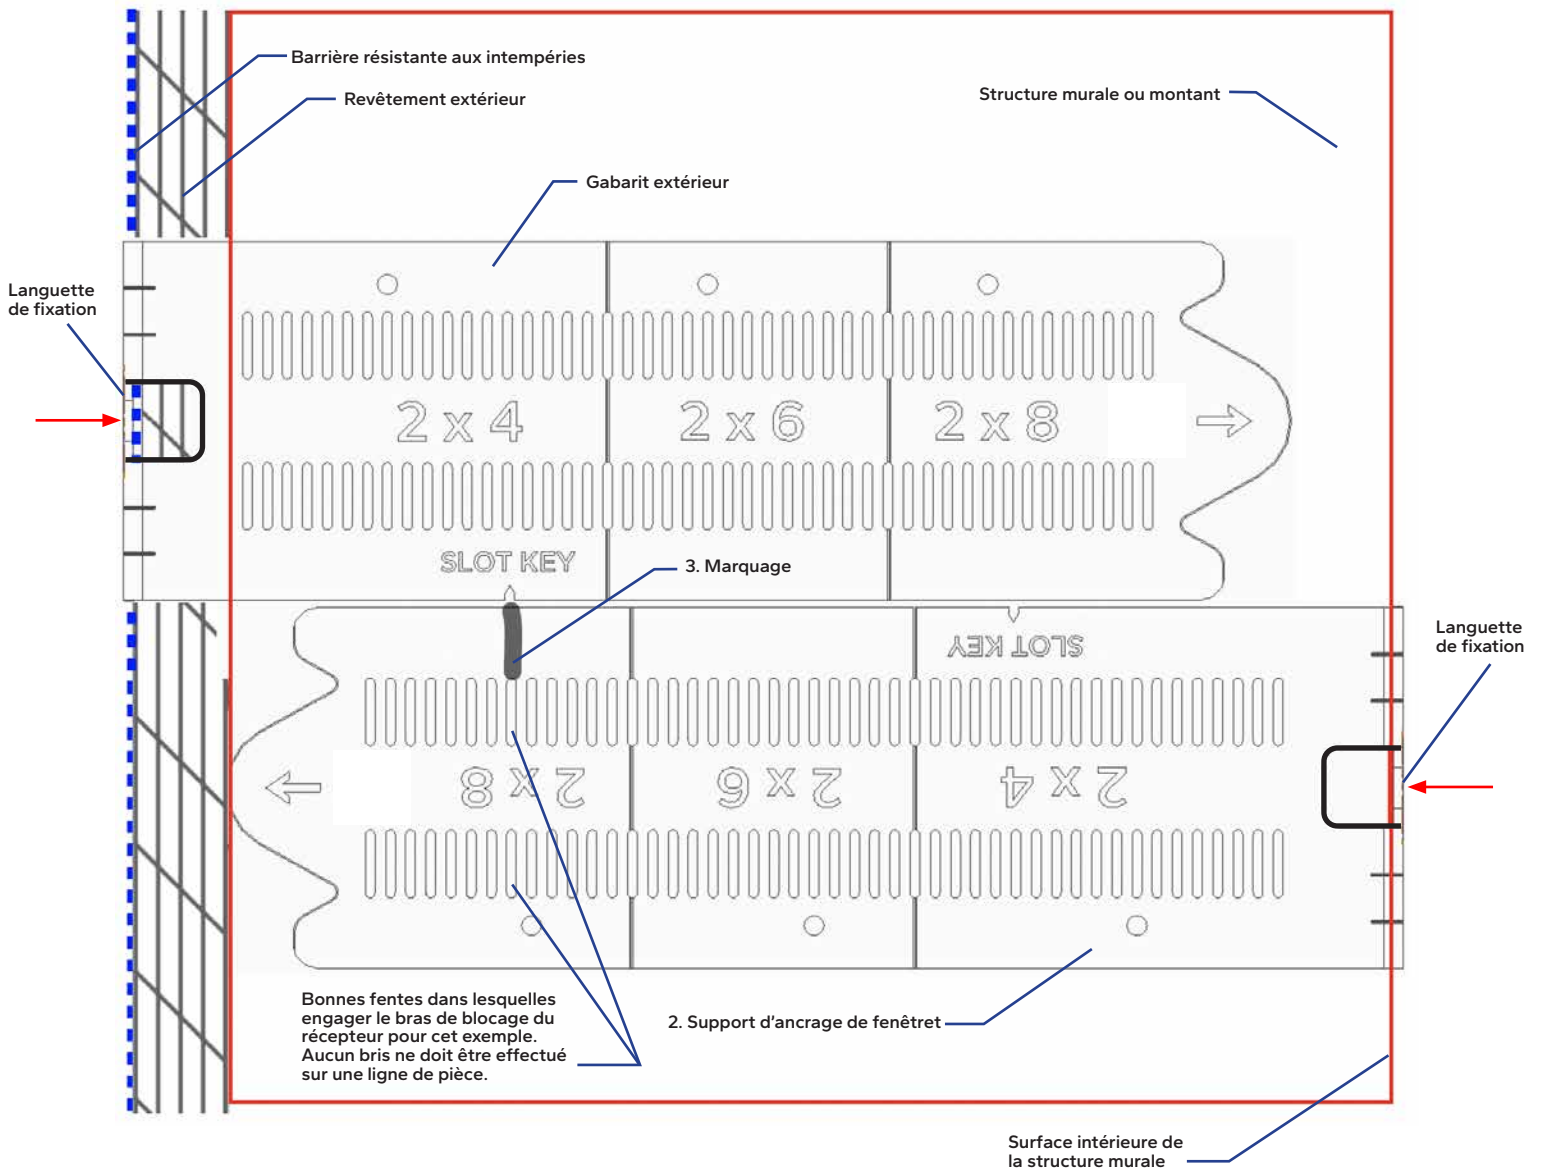 Barrière résistante aux intempéries
Revêtement extérieur
Structure murale ou montant
Gabarit extérieur
Languette
de fixation
2 x 4
2 x 6
2 x 8
SLOT KEY
3. Marquage
SLOT KEY
Languette
de fixation
2 x 8
2 x 6
2 x 4
Bonnes fentes dans lesquelles
engager le bras de blocage du
récepteur pour cet exemple.
Aucun bris ne doit être effectué
sur une ligne de pièce.
2. Support d'ancrage de fenêtret
Surface intérieure de
la structure murale